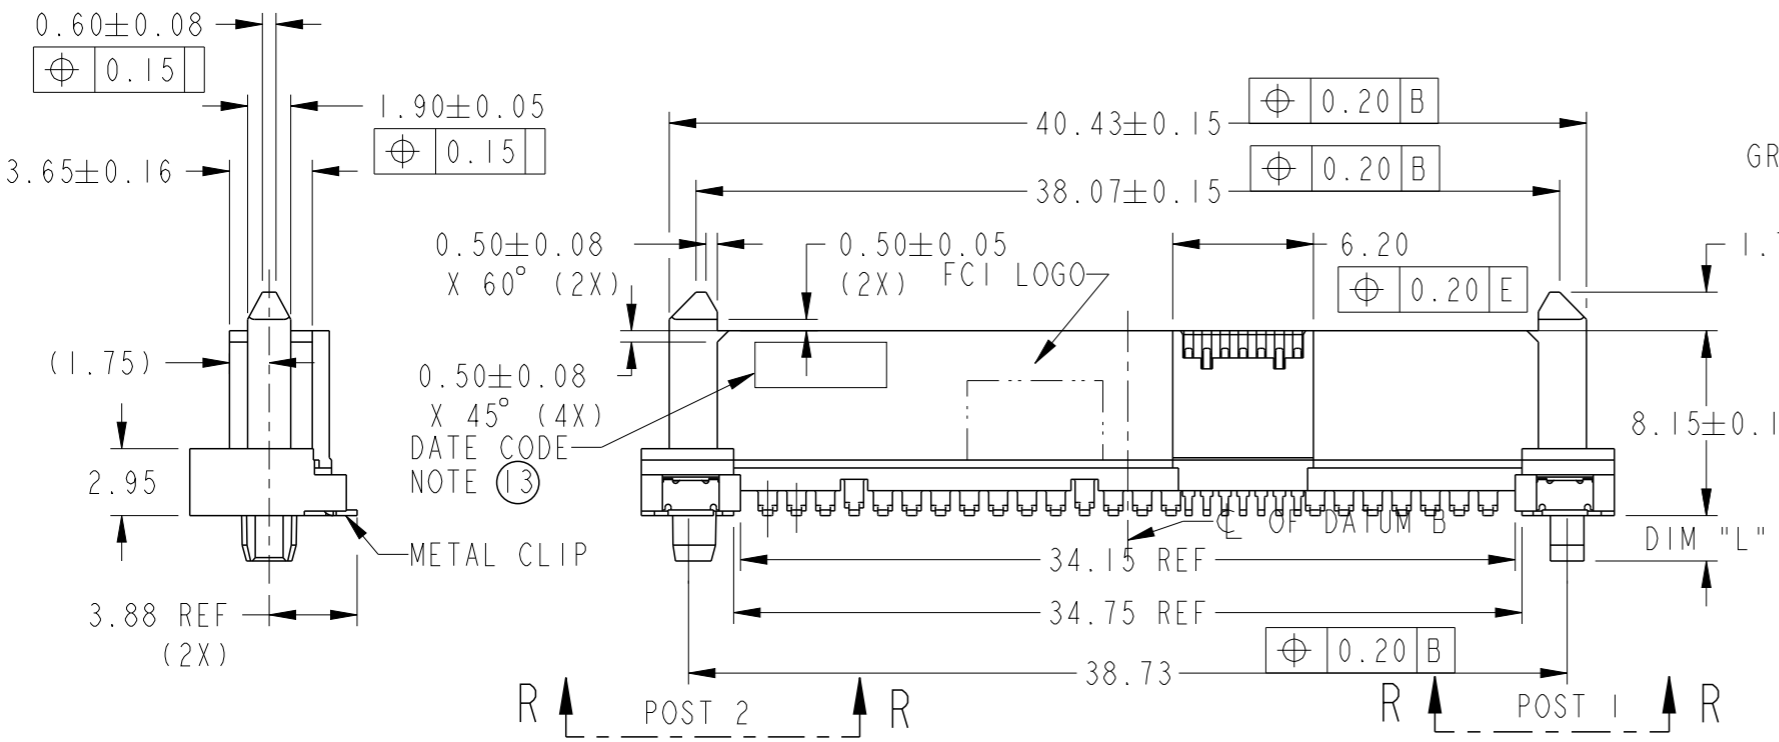 0.60±0.08
⌖ 0.15
1.90±0.05
⌖ 0.15
3.65±0.16
(1.75)
2.95
3.88 REF
(2X)
METAL CLIP
DATE CODE
NOTE 13
0.50±0.08
X 60° (2X)
0.50±0.05
(2X)
0.50±0.08
X 45° (4X)
FCI LOGO
40.43±0.15
⌖ 0.20 B
38.07±0.15
⌖ 0.20 B
6.20
⌖ 0.20 E
GR
1.
8.15±0.1
DIM "L"
℄ OF DATUM B
34.15 REF
34.75 REF
38.73
⌖ 0.20 B
R POST 2 R
R POST 1 R